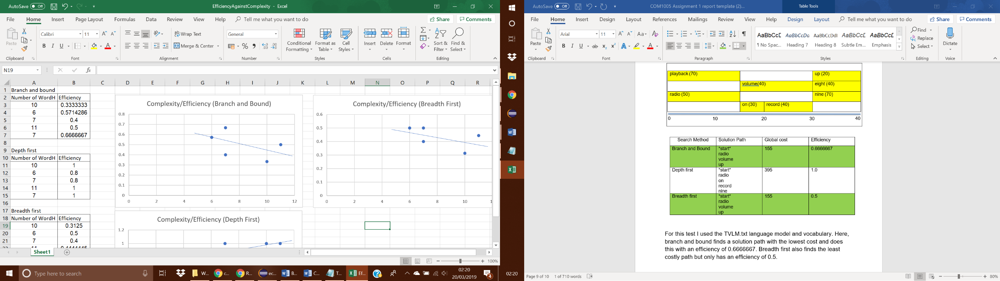 AutoSave Off
EfficiencyAgainstComplexity - Excel
File Home Insert Page Layout Formulas Data Review View Help Tell me what you want to do Share Comments
Paste
Calibri 11
B I U A
Wrap Text
Merge & Center
General
Conditional Formatting
Format as Table
Cell Styles
Insert Delete Format
Sort & Filter
Find & Select
Clipboard Font Alignment Number Styles Cells Editing
N19 fx
A B C D E F G H I J K L M N O P Q R
1 Branch and bound
2 Number of WordH Efficiency
3 10 0.3333333
4 6 0.5714286
5 7 0.4
6 11 0.5
7 7 0.6666667
8
9 Depth first
10 Number of WordH Efficiency
11 10 1
12 6 0.8
13 7 0.8
14 11 1
15 7 1
16
17 Breadth first
18 Number of WordH Efficiency
19 10 0.3125
20 6 0.5
21 7 0.4
Complexity/Efficiency (Branch and Bound)
0.8
0.7
0.6
0.5
0.4
0.3
0.2
0.1
0
0 2 4 6 8 10 12
Complexity/Efficiency (Breadth First)
0.6
0.5
0.4
0.3
0.2
0.1
0
0 2 4 6 8 10
Complexity/Efficiency (Depth First)
1.2
1
Sheet1
100%
Type here to search
W... c... R... ec... B... C... T... Ef...
02:20
20/03/2019
4
02:20
AutoSave Off
COM1005 Assignment 1 report template (2)...
Table Tools
File Home Insert Design Layout References Mailings Review View Help Design Layout Tell me what you want to do Share Comments
Paste
Arial 11
Aa
B I U ab x₂ x² A A
AaBbCcD ¶ No Spac...
AaBbCcDc Heading 7
AaBbCcDdI Heading 8
AaBbCcD Subtle Em...
AaBbCcD Emphasis
Find
Replace
Select
Dictate
Clipboard Font Paragraph Styles Editing Voice
playback (70) up (20)
volume(40) eight (40)
radio (50) nine (70)
on (30) record (40)
0 10 20 30 40
Search Method Solution Path Global cost Efficiency
Branch and Bound *start* 155 0.6666667
radio
volume
up
Depth first *start* 395 1.0
radio
on
record
nine
Breadth first *start* 155 0.5
radio
volume
up
For this test I used the TVLM.txt language model and vocabulary. Here,
branch and bound finds a solution path with the lowest cost and does
this with an efficiency of 0.6666667. Breadth first also finds the least
costly path but only has an efficiency of 0.5.
Page 9 of 10 1 of 710 words
80%